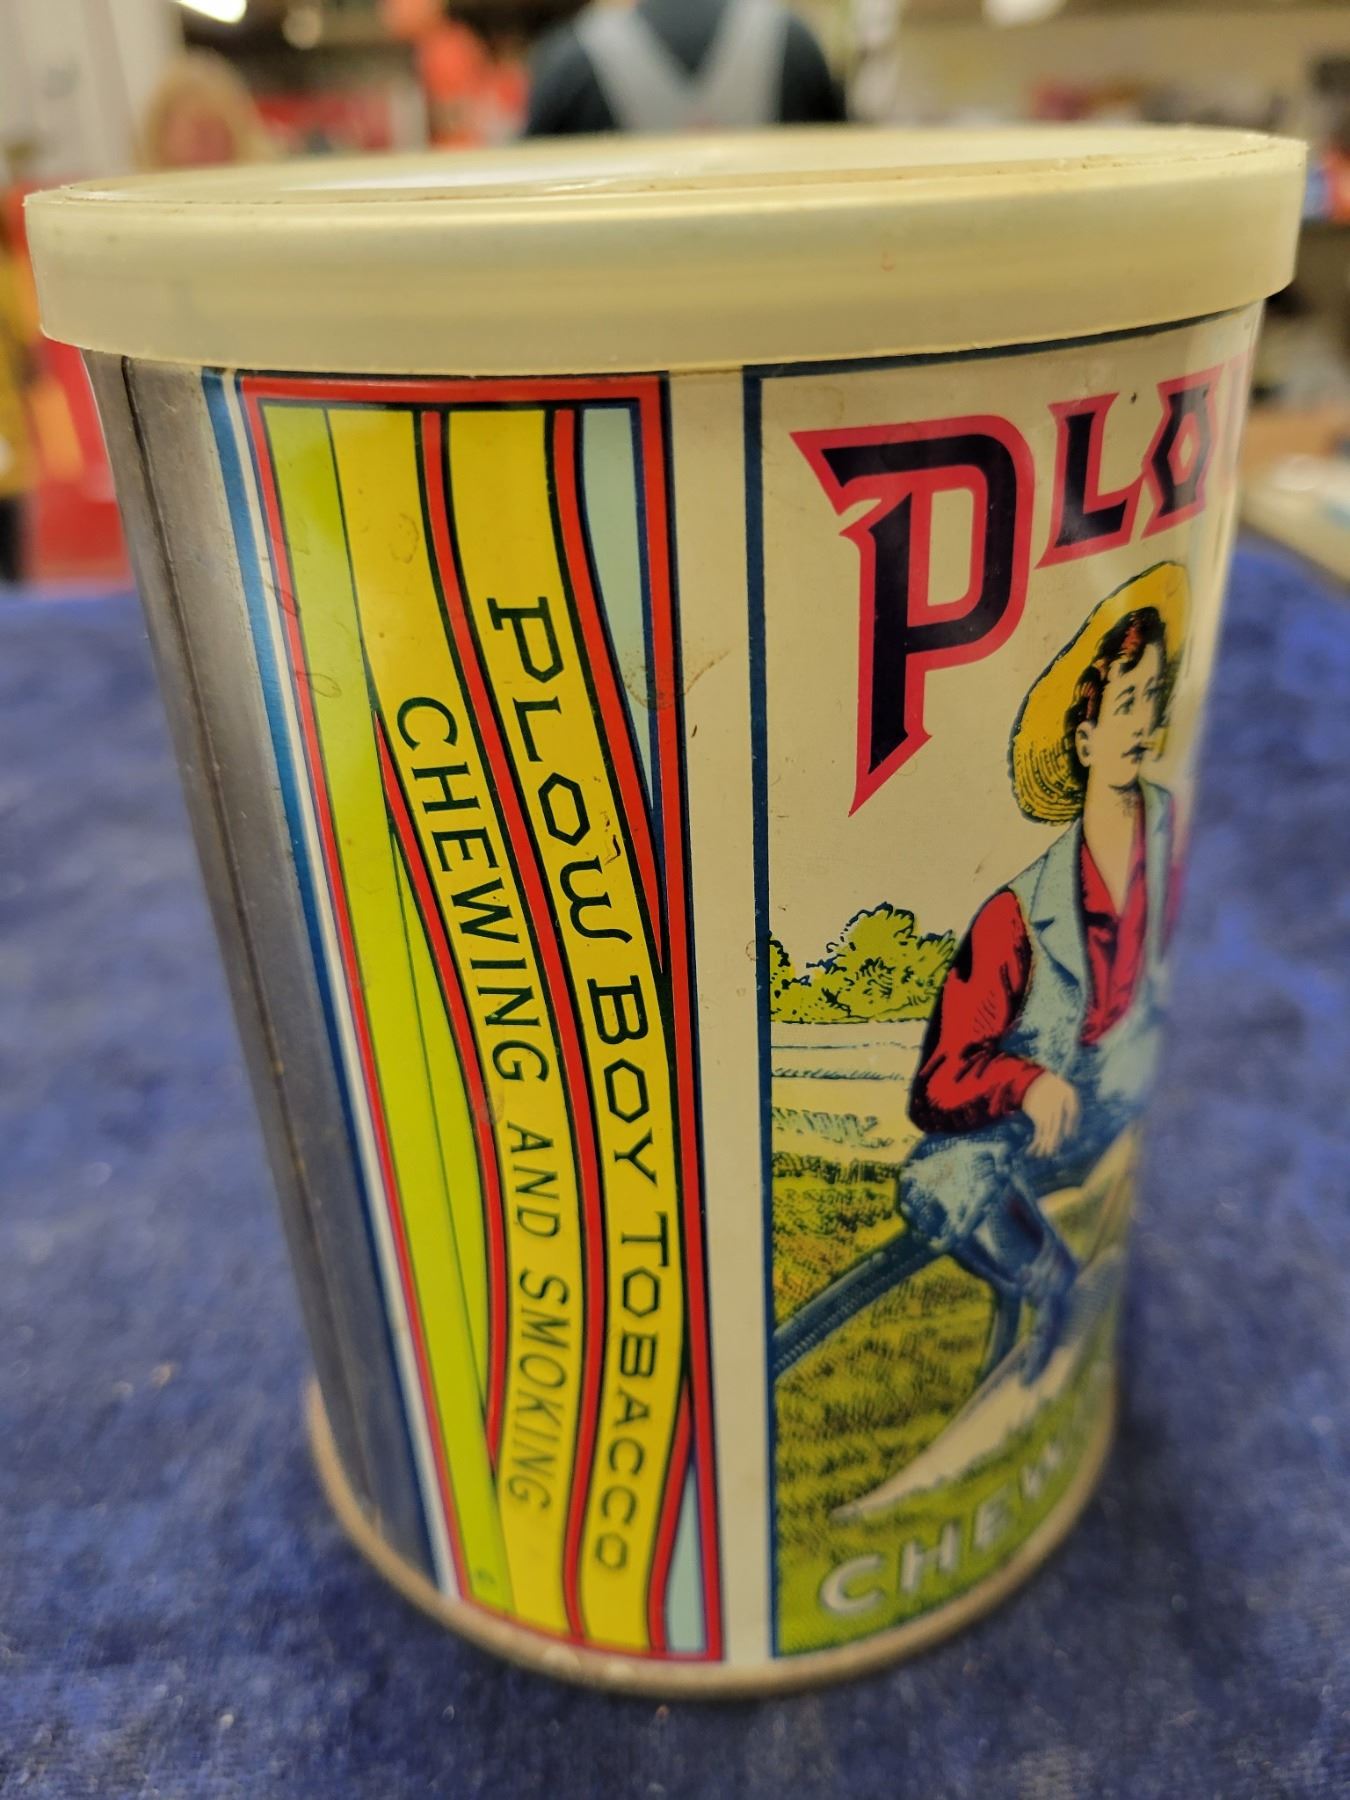 PLOW BOY TOBACCO
CHEWING AND SMOKING
PLO
CHEW